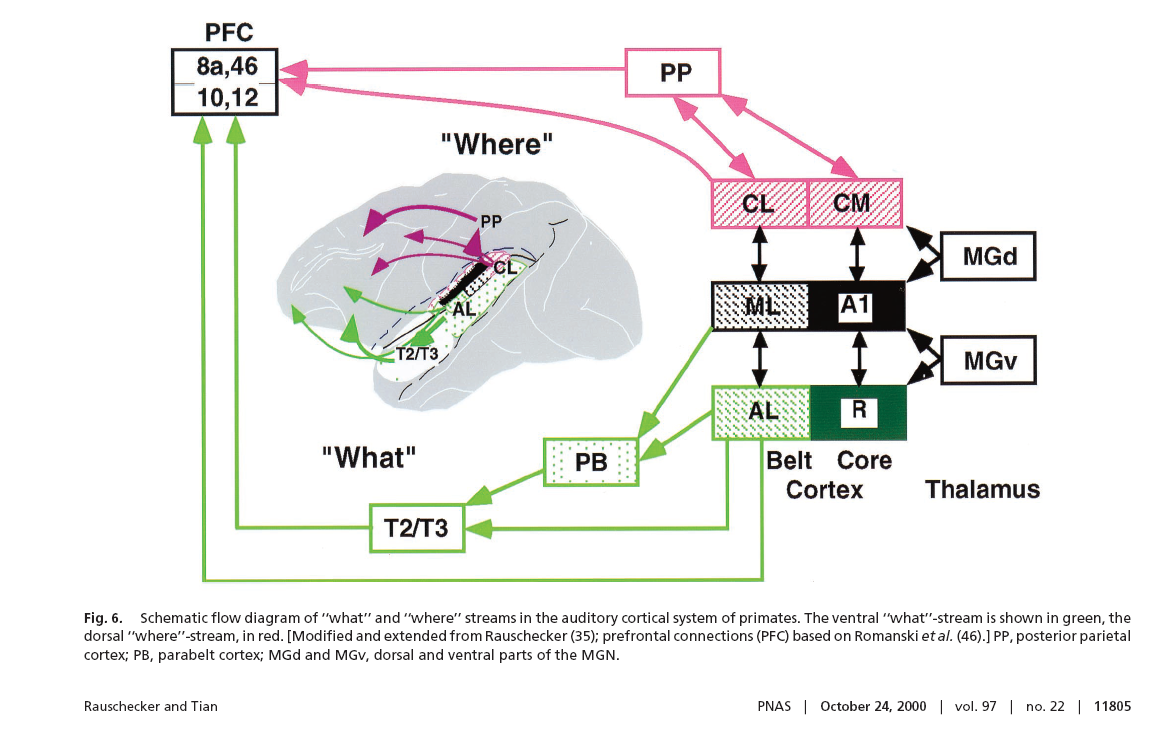 PFC
8a,46
10,12
PP
"Where"
PP
CL
AL
T2/T3
CL
CM
MGd
ML
A1
MGv
AL
R
"What"
PB
Belt
Core
Cortex
Thalamus
T2/T3
Fig. 6. Schematic flow diagram of ‘‘what’’ and ‘‘where’’ streams in the auditory cortical system of primates. The ventral ‘‘what’’-stream is shown in green, the
dorsal ‘‘where’’-stream, in red. [Modified and extended from Rauschecker (35); prefrontal connections (PFC) based on Romanski et al. (46).] PP, posterior parietal
cortex; PB, parabelt cortex; MGd and MGv, dorsal and ventral parts of the MGN.
Rauschecker and Tian
PNAS | October 24, 2000 | vol. 97 | no. 22 | 11805